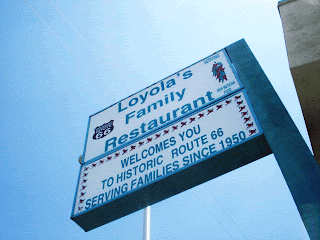 Loyola's
Family
Restaurant
66
WELCOMES YOU
TO HISTORIC ROUTE 66
SERVING FAMILIES SINCE 1950